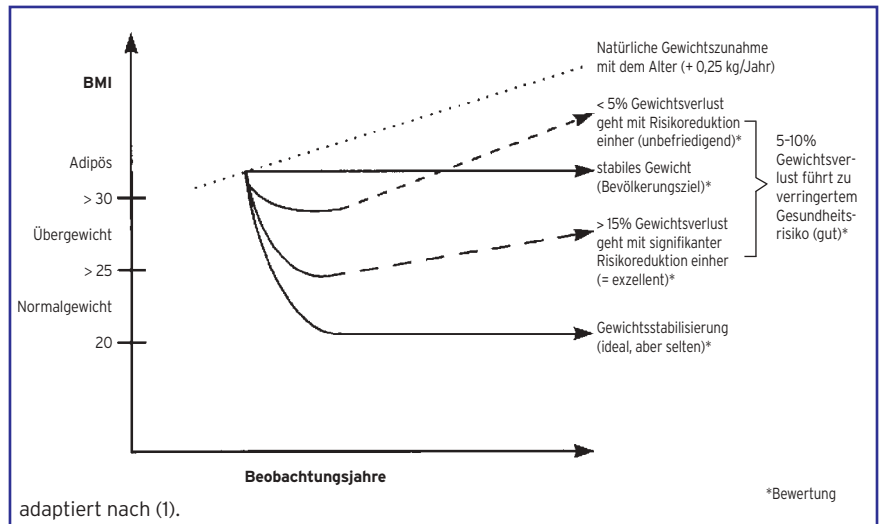 BMI
Adipös
> 30
Übergewicht
> 25
Normalgewicht
20
Natürliche Gewichtszunahme
mit dem Alter (+ 0,25 kg/Jahr)
< 5% Gewichtsverlust
geht mit Risikoreduktion
einher (unbefriedigend)*
stabiles Gewicht
(Bevölkerungsziel)*
> 15% Gewichtsverlust
geht mit signifikanter
Risikoreduktion einher
(= exzellent)*
Gewichtsstabilisierung
(ideal, aber selten)*
5-10%
Gewichtsver-
lust führt zu
verringertem
Gesundheits-
risiko (gut)*
Beobachtungsjahre
*Bewertung
adaptiert nach (1).